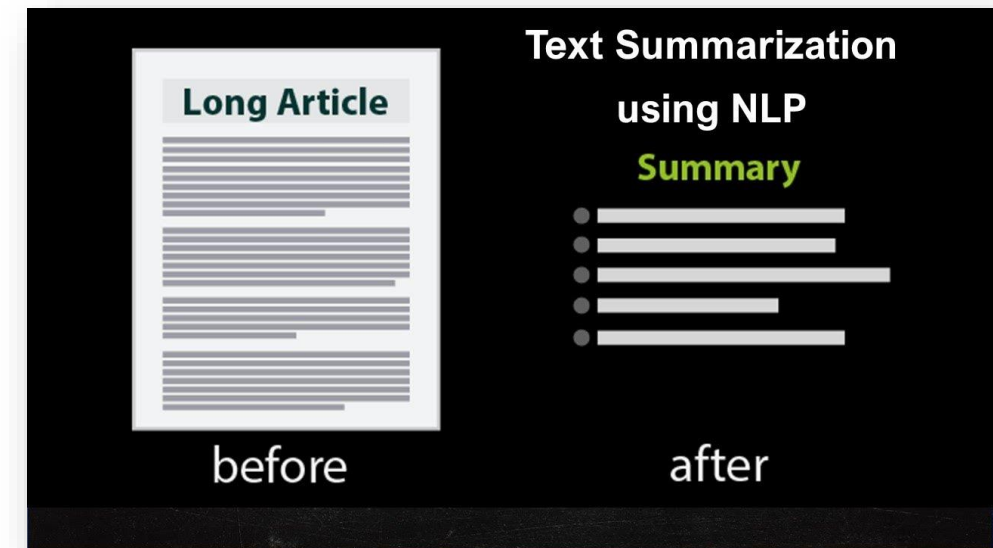 Text Summarization
using NLP
Long Article
Summary
before
after